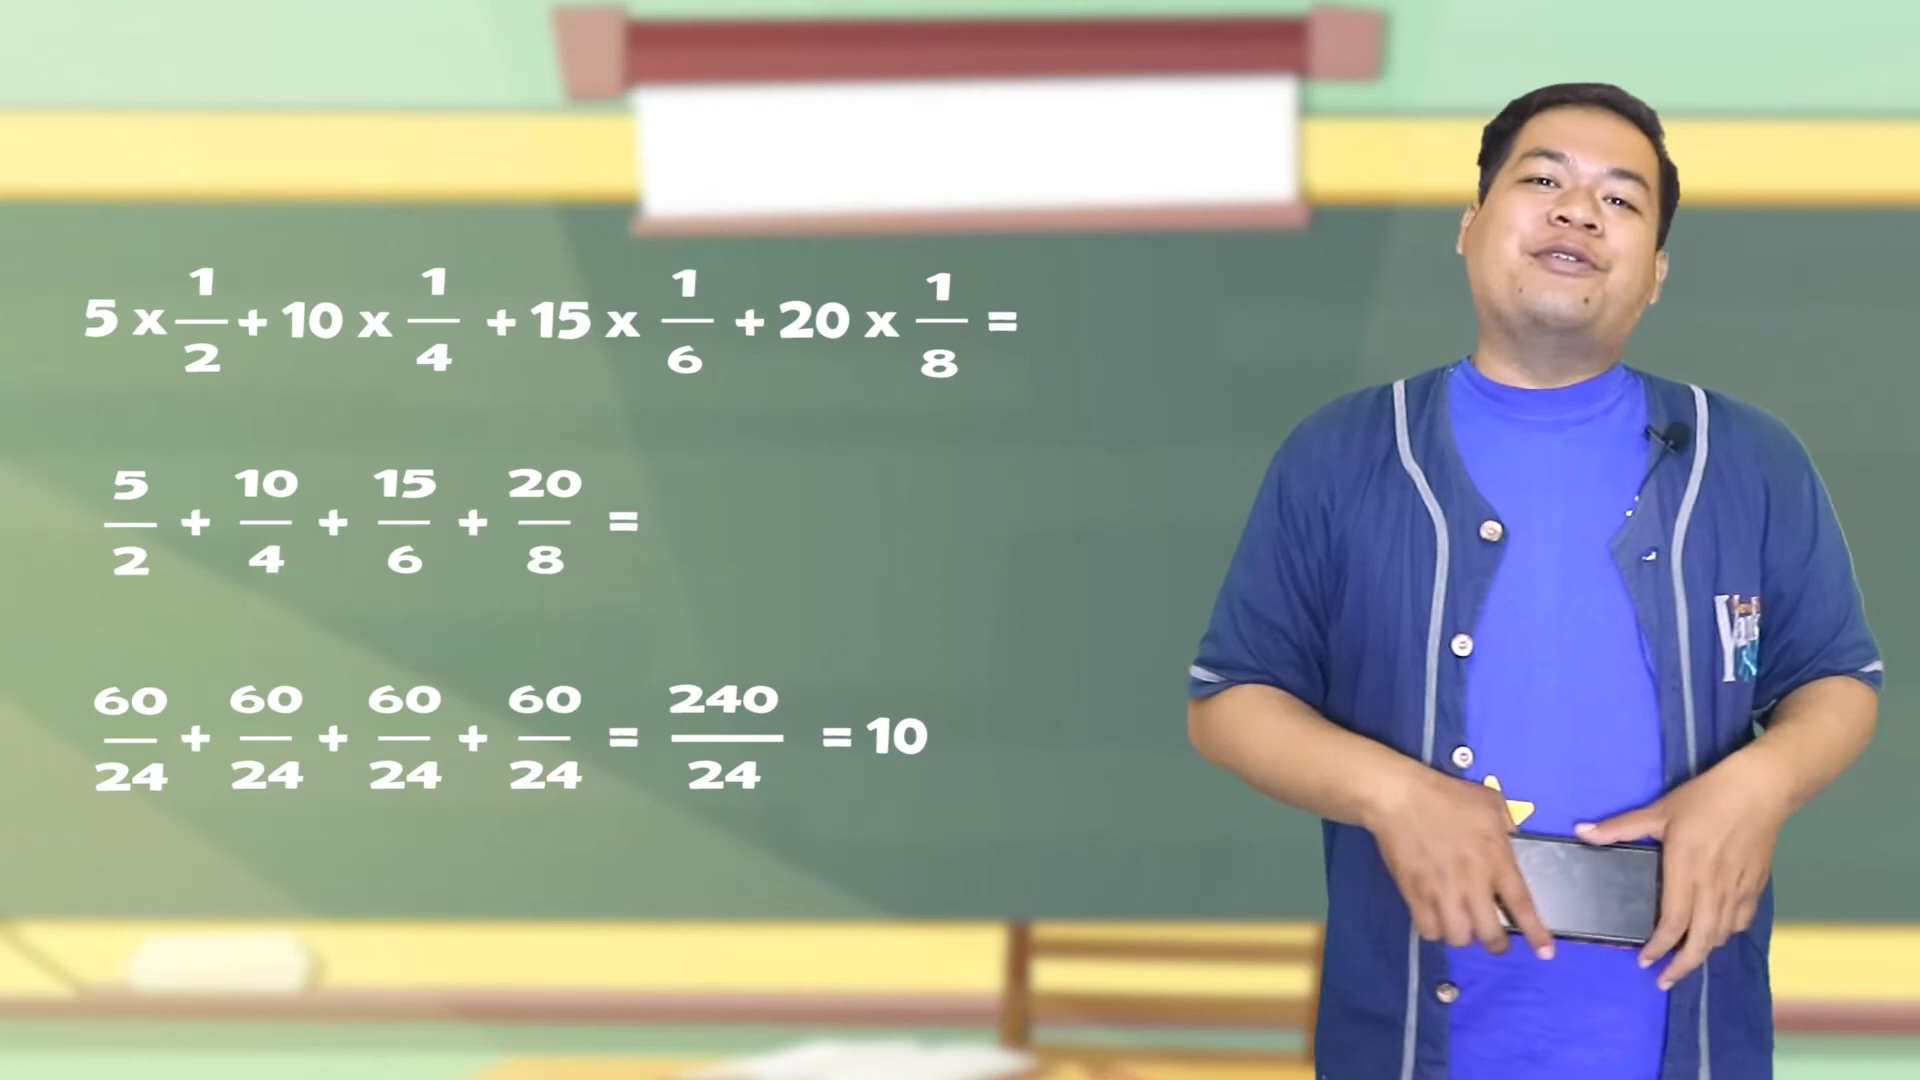 5 x 1/2 + 10 x 1/4 + 15 x 1/6 + 20 x 1/8 =
5/2 + 10/4 + 15/6 + 20/8 =
60/24 + 60/24 + 60/24 + 60/24 = 240/24 = 10